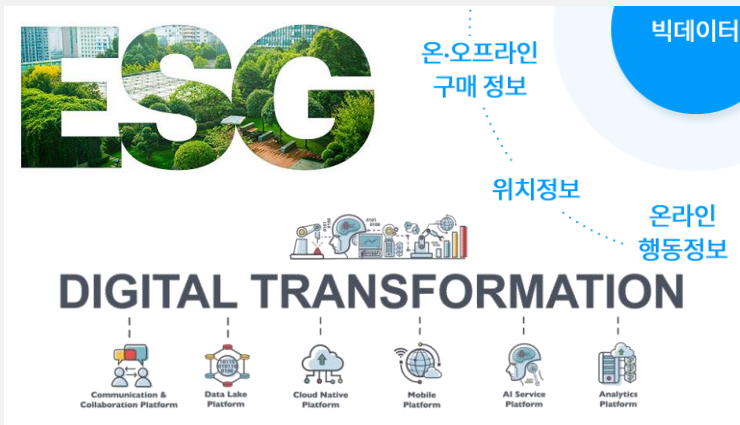 ESG
빅데이터
온·오프라인
구매 정보
위치정보
온라인
행동정보
DIGITAL TRANSFORMATION
Communication &
Collaboration Platform
Data Lake
Platform
Cloud Native
Platform
Mobile
Platform
AI Service
Platform
Analytics
Platform